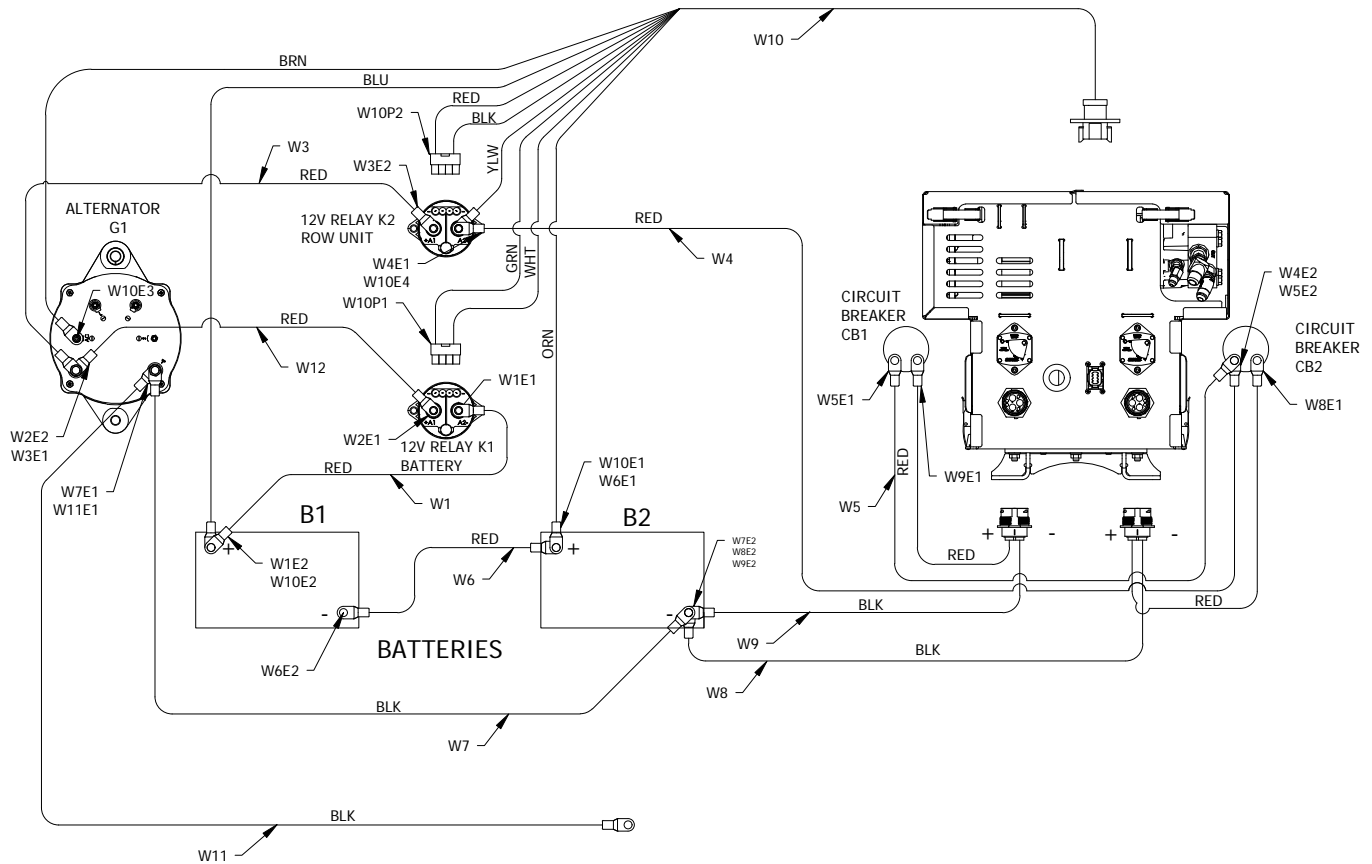 W10
BRN
BLU
RED
BLK
W10P2
W3
RED
W3E2
YLW
ALTERNATOR
G1
12V RELAY K2
ROW UNIT
+A1
A2-
RED
W4
W4E1
W10E4
GRN
WHT
W10E3
W10P1
RED
W12
ORN
CIRCUIT
BREAKER
CB1
W4E2
W5E2
CIRCUIT
BREAKER
CB2
W5E1
W8E1
W1E1
W2E1
+A1
A2-
12V RELAY K1
BATTERY
W2E2
W3E1
W7E1
W11E1
RED
W1
W10E1
W6E1
RED
W5
W9E1
B1
B2
+
W1E2
W10E2
RED
W6
+
W7E2
W8E2
W9E2
RED
+
-
+
-
-
W6E2
BATTERIES
-
BLK
W9
RED
BLK
W8
BLK
W7
BLK
W11